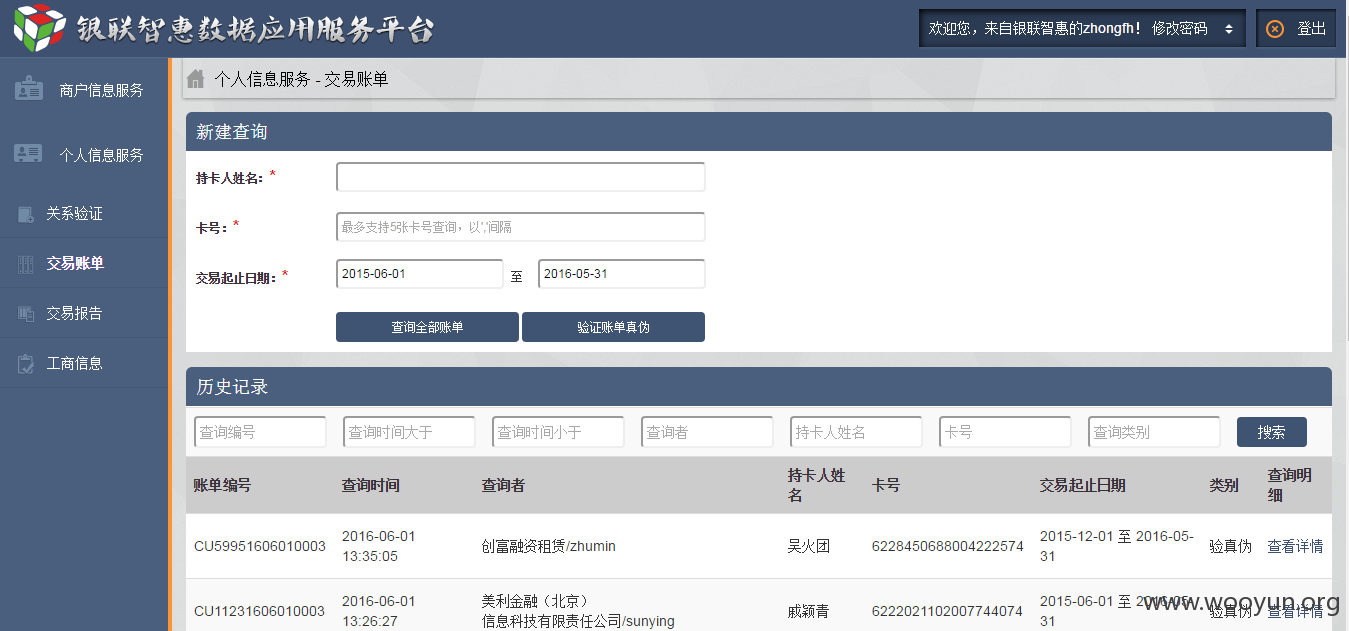 银联智惠数据应用服务平台
欢迎您，来自银联智惠的zhongfh！ 修改密码
登出
商户信息服务
个人信息服务
关系验证
交易账单
交易报告
工商信息
个人信息服务 - 交易账单
新建查询
持卡人姓名： *
卡号： *
最多支持5张卡号查询，以','间隔
交易起止日期： *
2015-06-01 至 2016-05-31
查询全部账单 验证账单真伪
历史记录
查询编号 查询时间大于 查询时间小于 查询者 持卡人姓名 卡号 查询类别 搜索
账单编号 查询时间 查询者 持卡人姓名 卡号 交易起止日期 类别 查询明细
CU59951606010003 2016-06-01 13:35:05 创富融资租赁/zhumin 吴火团 6228450688004222574 2015-12-01 至 2016-05-31 验真伪 查看详情
CU11231606010003 2016-06-01 13:26:27 美利金融（北京）信息科技有限责任公司/sunying 戚颖青 6222021102007744074 2015-06-01 至 2016-05-31 验真伪 查看详情
www.wooyun.org